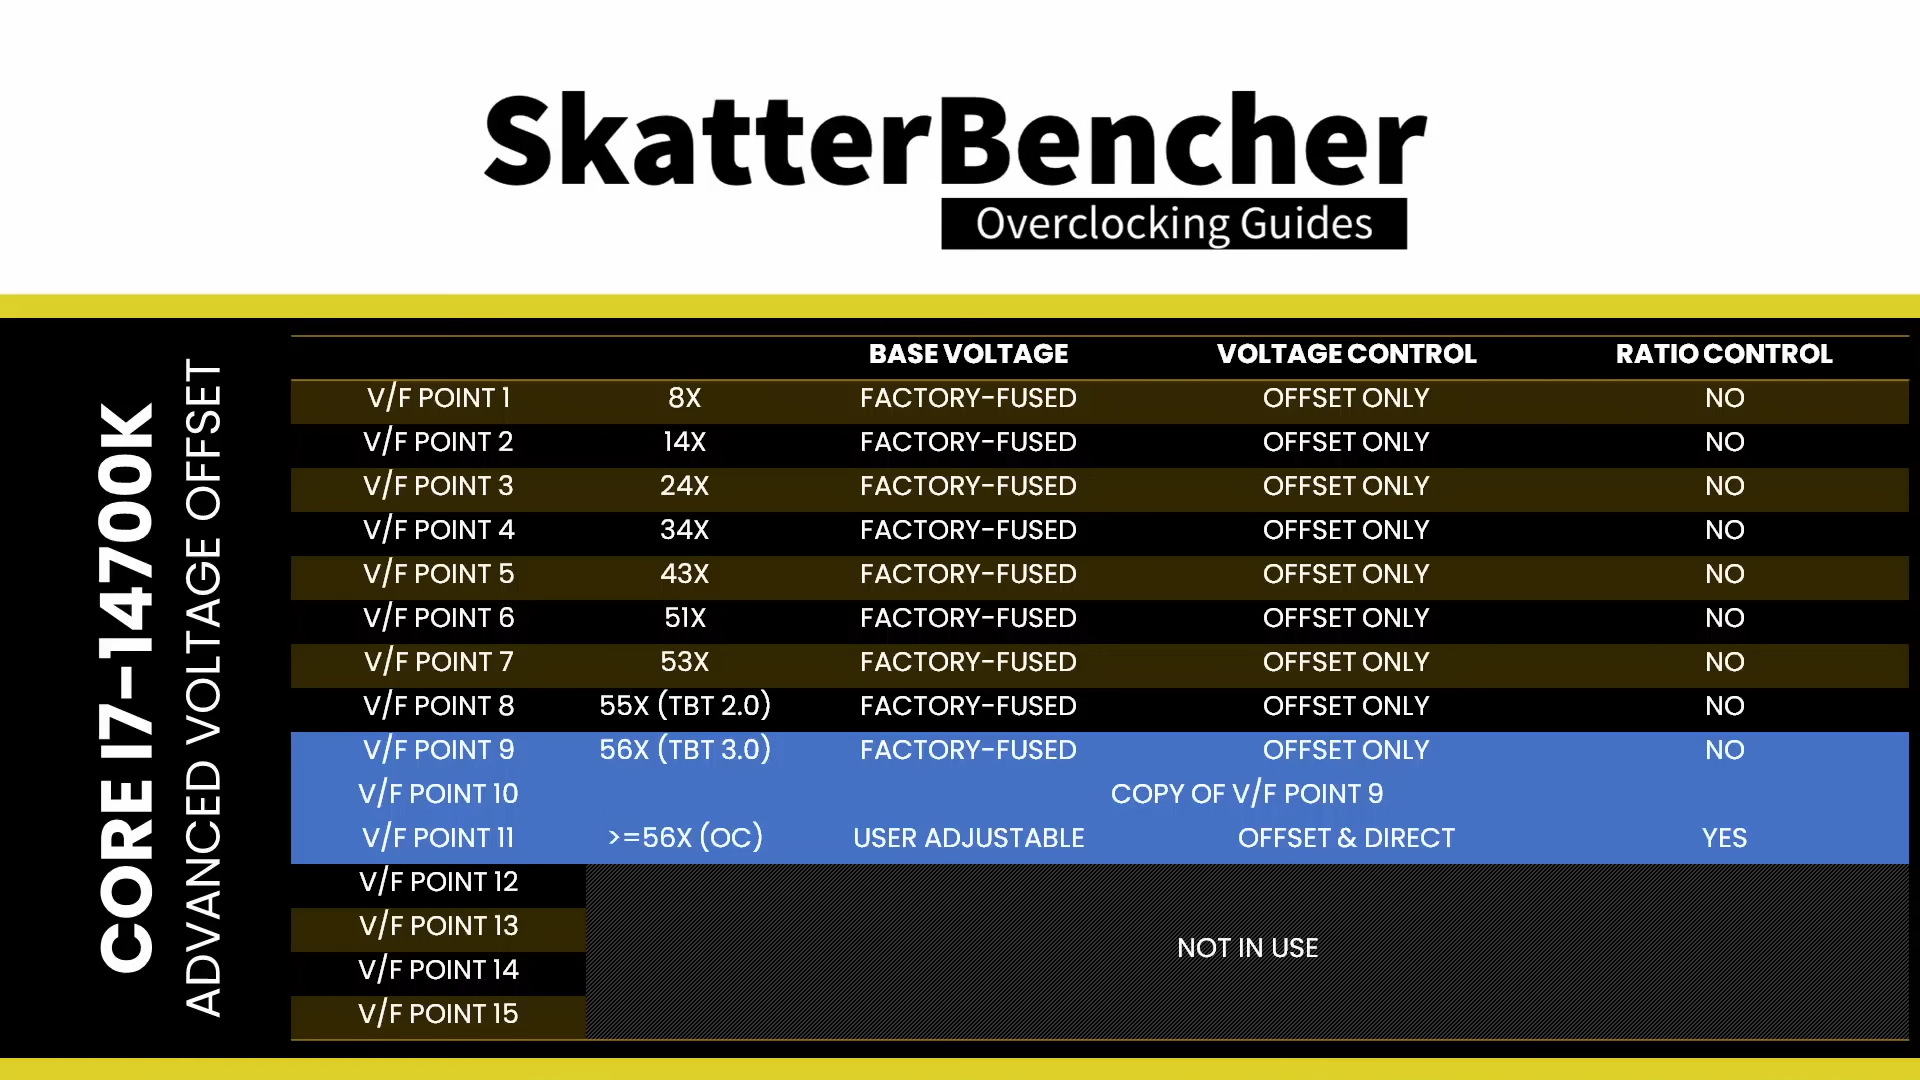 SkatterBencher
Overclocking Guides
CORE I7-14700K
ADVANCED VOLTAGE OFFSET
BASE VOLTAGE VOLTAGE CONTROL RATIO CONTROL
V/F POINT 1 8X FACTORY-FUSED OFFSET ONLY NO
V/F POINT 2 14X FACTORY-FUSED OFFSET ONLY NO
V/F POINT 3 24X FACTORY-FUSED OFFSET ONLY NO
V/F POINT 4 34X FACTORY-FUSED OFFSET ONLY NO
V/F POINT 5 43X FACTORY-FUSED OFFSET ONLY NO
V/F POINT 6 51X FACTORY-FUSED OFFSET ONLY NO
V/F POINT 7 53X FACTORY-FUSED OFFSET ONLY NO
V/F POINT 8 55X (TBT 2.0) FACTORY-FUSED OFFSET ONLY NO
V/F POINT 9 56X (TBT 3.0) FACTORY-FUSED OFFSET ONLY NO
V/F POINT 10 COPY OF V/F POINT 9
V/F POINT 11 >=56X (OC) USER ADJUSTABLE OFFSET & DIRECT YES
V/F POINT 12
V/F POINT 13
NOT IN USE
V/F POINT 14
V/F POINT 15